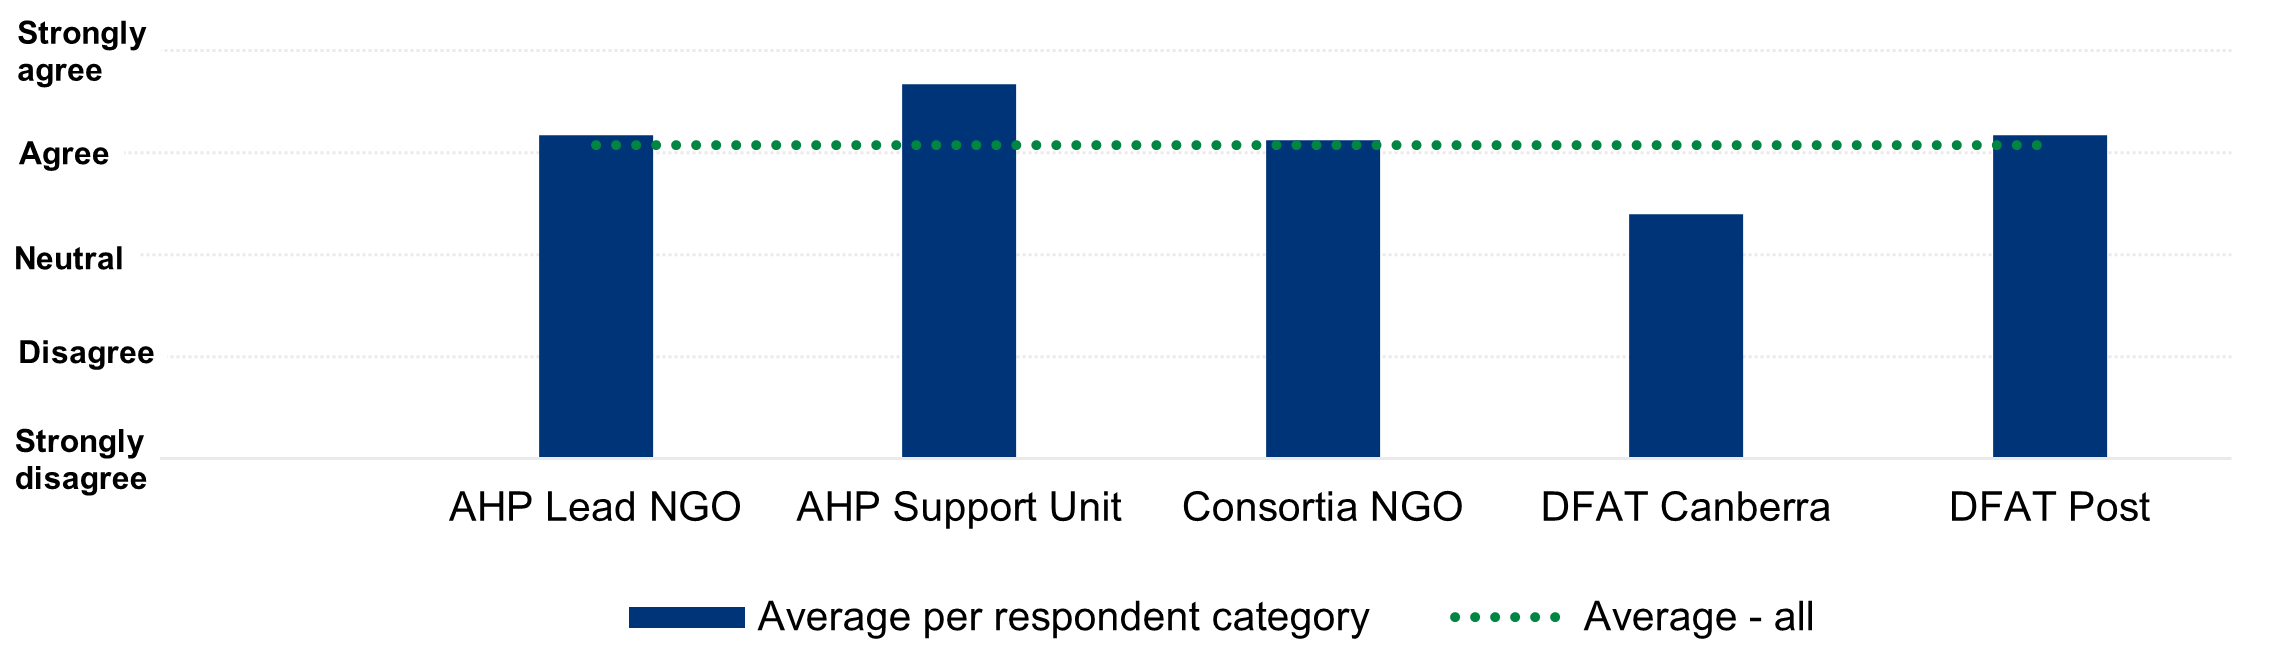 Strongly
agree
Agree
Neutral
Disagree
Strongly
disagree
AHP Lead NGO
AHP Support Unit
Consortia NGO
DFAT Canberra
DFAT Post
Average per respondent category
Average - all